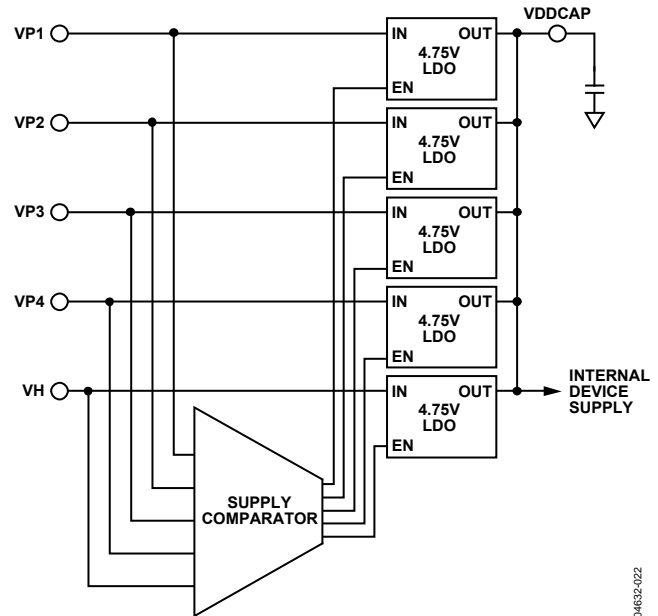 VP1
IN
OUT
4.75V
LDO
EN
VDDCAP
VP2
IN
OUT
4.75V
LDO
EN
VP3
IN
OUT
4.75V
LDO
EN
VP4
IN
OUT
4.75V
LDO
EN
VH
IN
OUT
4.75V
LDO
EN
INTERNAL
DEVICE
SUPPLY
SUPPLY
COMPARATOR
04632-022